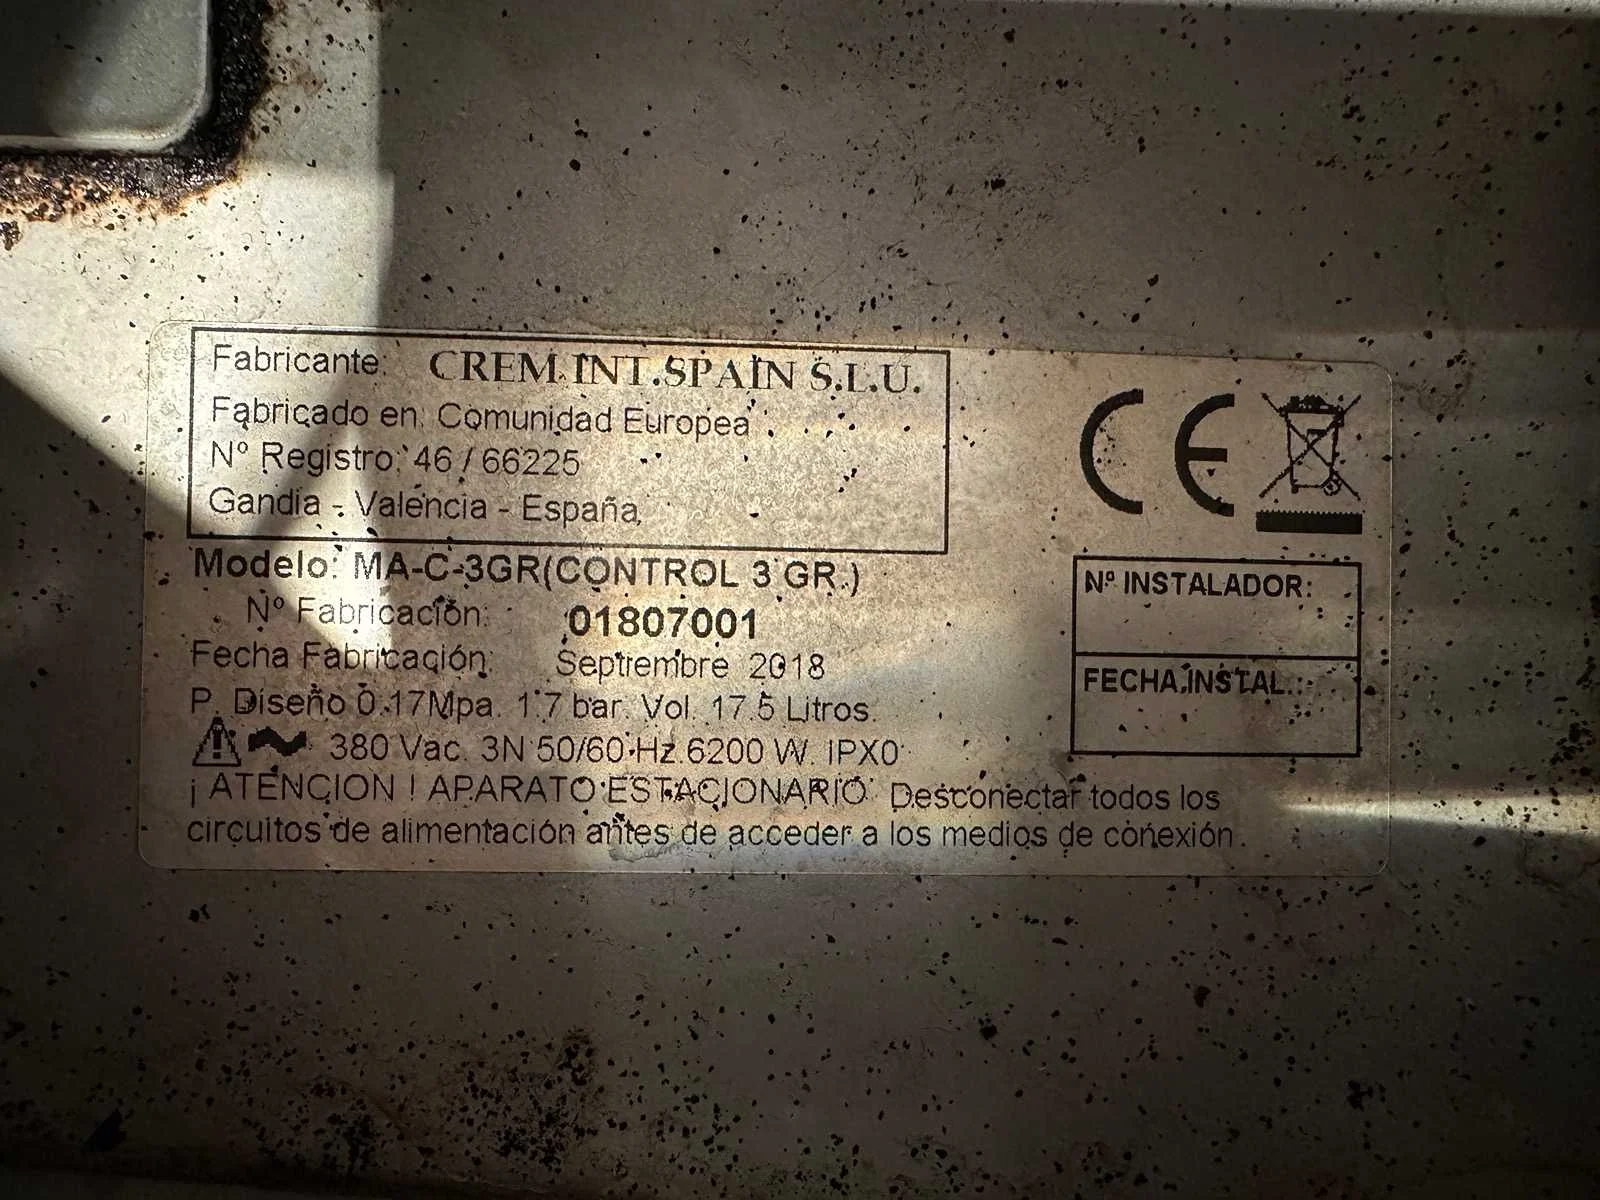 Fabricante: CREM.INT.SPAIN S.L.U.
Fabricado en: Comunidad Europea
Nº Registro: 46 / 66225
Gandia - Valencia - España
Modelo: MA-C-3GR(CONTROL 3 GR.)
Nº Fabricación: 01807001
Fecha Fabricación: Septiembre 2018
P. Diseño 0.17Mpa. 1.7 bar. Vol. 17.5 Litros.
380 Vac. 3N 50/60 Hz 6200 W. IPX0
¡ ATENCION ! APARATO ESTACIONARIO. Desconectar todos los
circuitos de alimentación antes de acceder a los medios de conexión.
CE
Nº INSTALADOR:
FECHA INSTAL.: